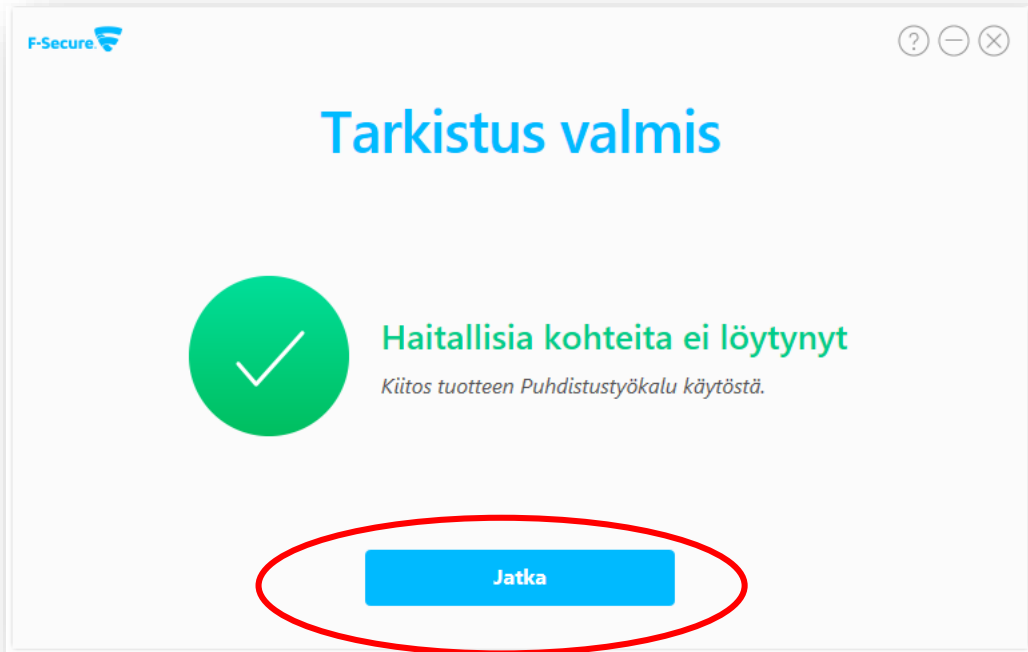 F-Secure.
Tarkistus valmis
Haitallisia kohteita ei löytynyt
Kiitos tuotteen Puhdistustyökalu käytöstä.
Jatka